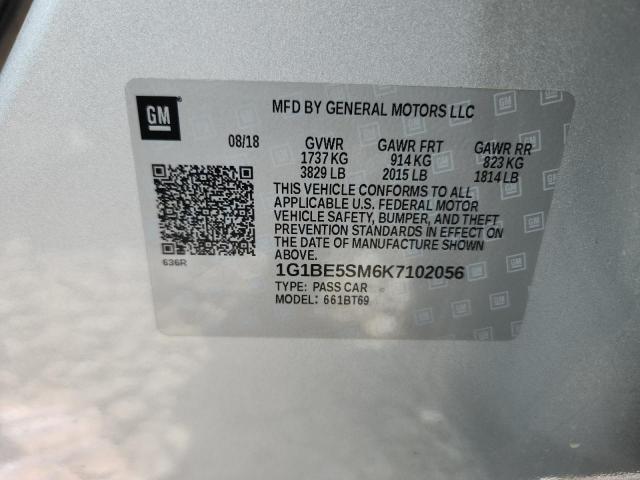 GM
MFD BY GENERAL MOTORS LLC
08/18 GVWR GAWR FRT GAWR RR
1737 KG 914 KG 823 KG
3829 LB 2015 LB 1814 LB
THIS VEHICLE CONFORMS TO ALL
APPLICABLE U.S. FEDERAL MOTOR
VEHICLE SAFETY, BUMPER, AND THEFT
PREVENTION STANDARDS IN EFFECT ON
THE DATE OF MANUFACTURE SHOWN
ABOVE.
636R
1G1BE5SM6K7102056
TYPE: PASS CAR
MODEL: 661BT69